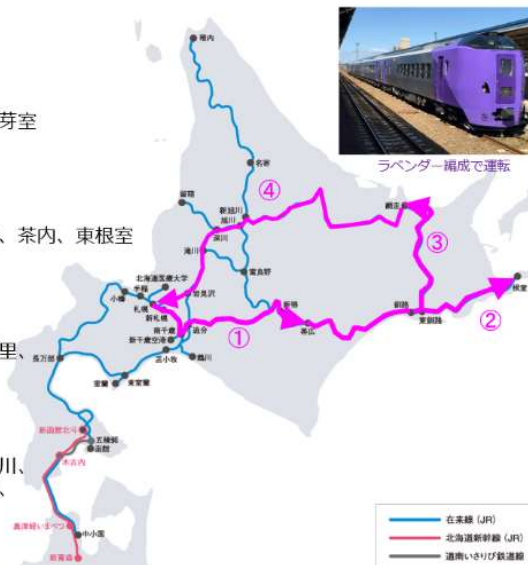 芽室
、茶内、東根室
里、
川、
、
ラベンダー編成で運転
稚内
名寄
④
留萌
新旭川
旭川
深川
網走
滝川
③
富良野
北海道医療大学
岩見沢
手稲
小樽
札幌
新札幌
南千歳
新千歳空港
追分
①
新得
帯広
釧路
東釧路
②
根室
苫小牧
鵡川
長万部
室蘭
東室蘭
新函館北斗
五稜郭
函館
木古内
奥津軽いまべつ
中小国
新青森
在来線 (JR)
北海道新幹線 (JR)
道南いさりび鉄道線